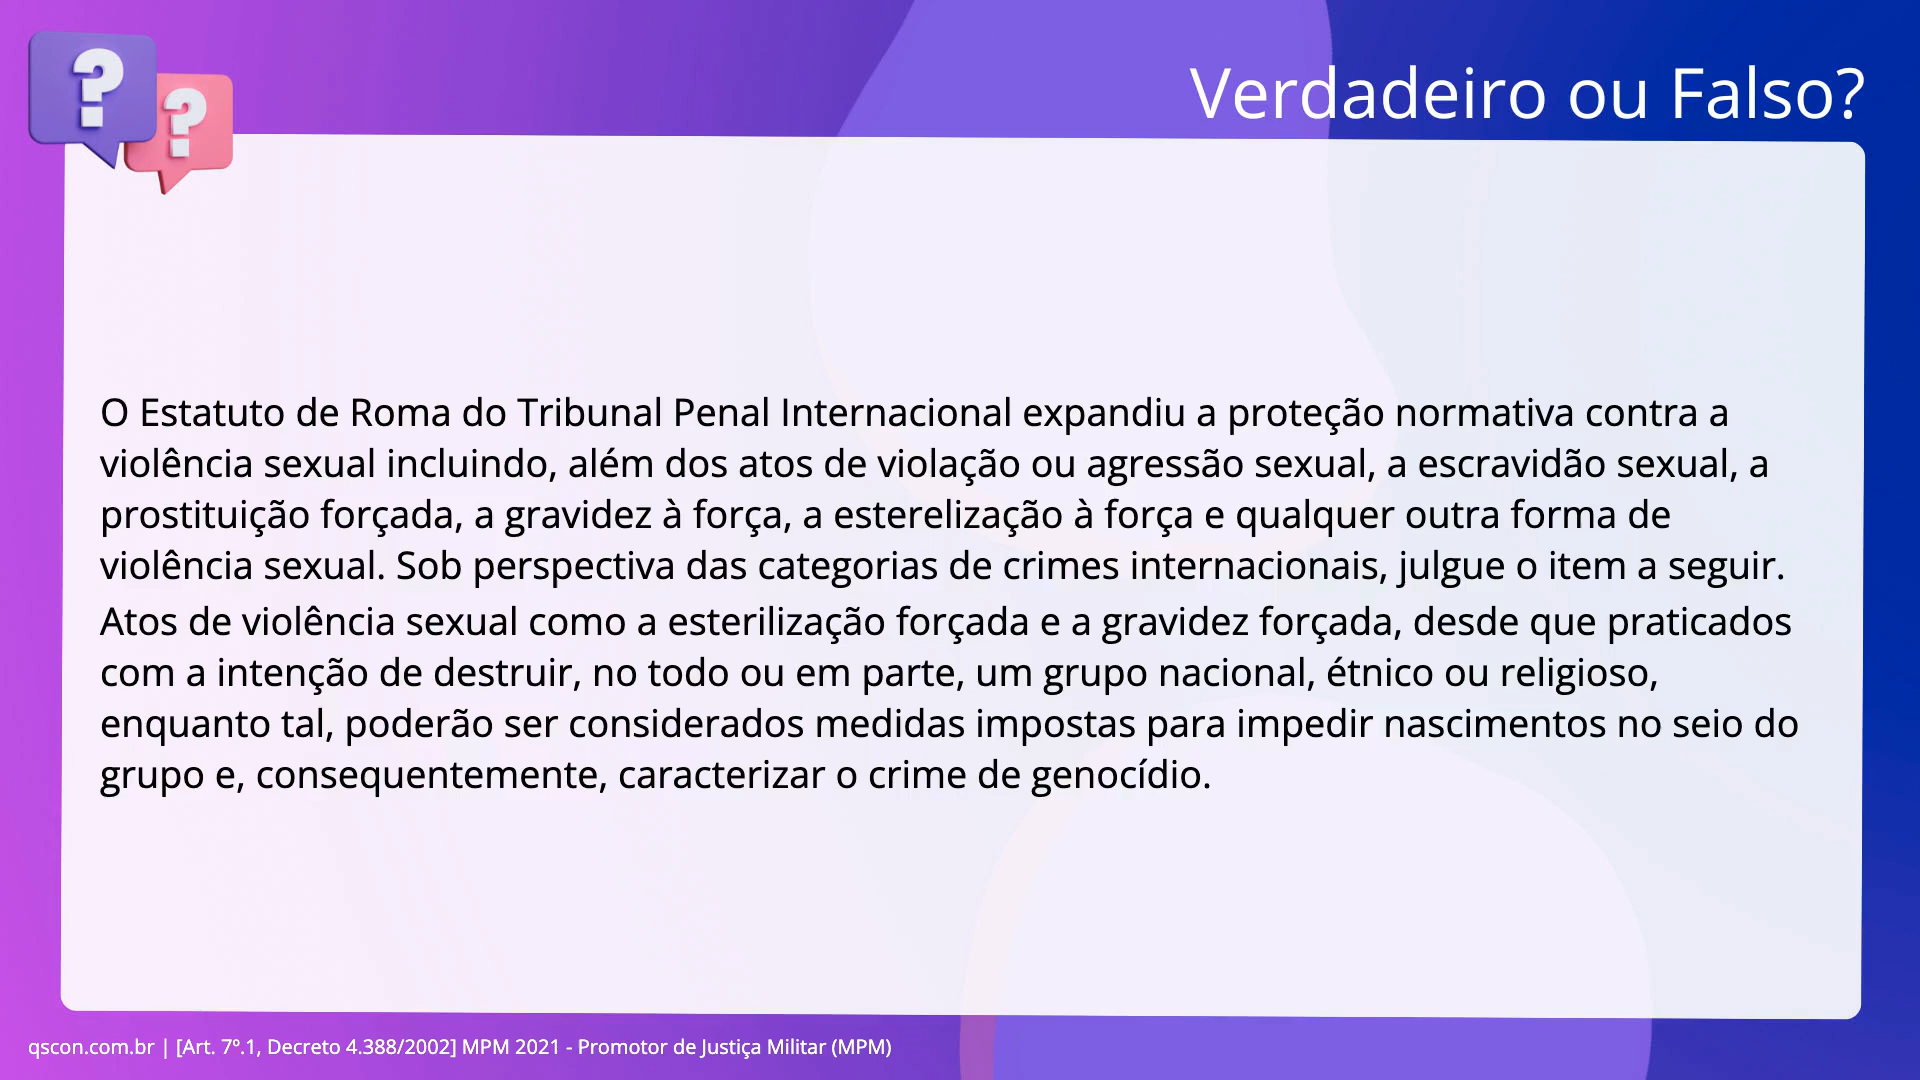 Verdadeiro ou Falso?
O Estatuto de Roma do Tribunal Penal Internacional expandiu a proteção normativa contra a
violência sexual incluindo, além dos atos de violação ou agressão sexual, a escravidão sexual, a
prostituição forçada, a gravidez à força, a esterelização à força e qualquer outra forma de
violência sexual. Sob perspectiva das categorias de crimes internacionais, julgue o item a seguir.
Atos de violência sexual como a esterilização forçada e a gravidez forçada, desde que praticados
com a intenção de destruir, no todo ou em parte, um grupo nacional, étnico ou religioso,
enquanto tal, poderão ser considerados medidas impostas para impedir nascimentos no seio do
grupo e, consequentemente, caracterizar o crime de genocídio.
qscon.com.br | [Art. 7º.1, Decreto 4.388/2002] MPM 2021 - Promotor de Justiça Militar (MPM)